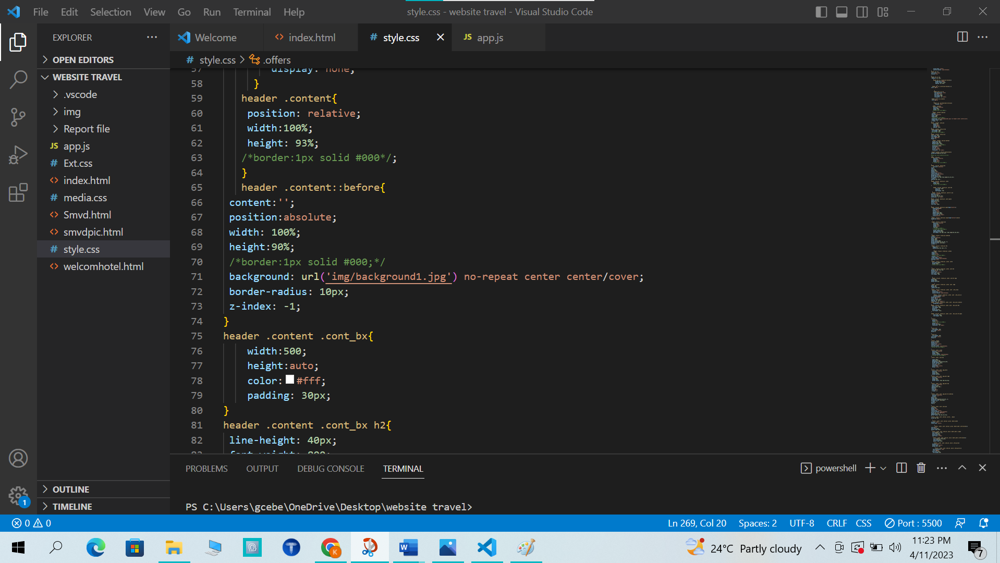 File Edit Selection View Go Run Terminal Help
style.css - website travel - Visual Studio Code
EXPLORER
Welcome
<> index.html
# style.css
JS app.js
OPEN EDITORS
# style.css > .offers
WEBSITE TRAVEL
.vscode
img
Report file
JS app.js
# Ext.css
<> index.html
# media.css
<> Smvd.html
<> smvdpic.html
# style.css
<> welcomhotel.html
OUTLINE
TIMELINE
57 display: none;
58 }
59 header .content{
60 position: relative;
61 width:100%;
62 height: 93%;
63 /*border:1px solid #000*/;
64 }
65 header .content::before{
66 content:'';
67 position:absolute;
68 width: 100%;
69 height:90%;
70 /*border:1px solid #000;*/
71 background: url('img/background1.jpg') no-repeat center center/cover;
72 border-radius: 10px;
73 z-index: -1;
74 }
75 header .content .cont_bx{
76 width:500;
77 height:auto;
78 color: #fff;
79 padding: 30px;
80 }
81 header .content .cont_bx h2{
82 line-height: 40px;
PROBLEMS OUTPUT DEBUG CONSOLE TERMINAL
powershell
PS C:\Users\gcebe\OneDrive\Desktop\website travel>
1
0 0
Ln 269, Col 20 Spaces: 2 UTF-8 CRLF CSS Port : 5500
T
K
W
24°C Partly cloudy
11:23 PM
4/11/2023
7